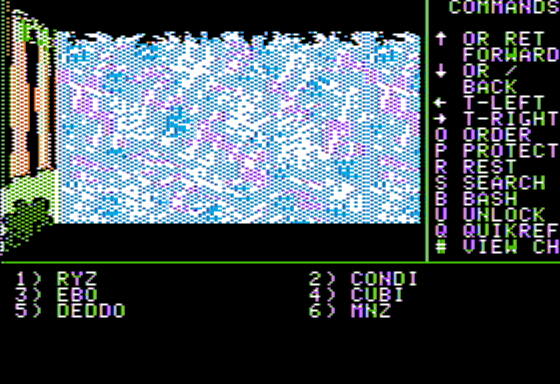 COMMANDS
↑ OR RET
FORWARD
↓ OR /
BACK
← T-LEFT
→ T-RIGHT
O ORDER
P PROTECT
R REST
S SEARCH
B BASH
U UNLOCK
Q QUIKREF
# VIEW CH
1) RYZ 2) CONDI
3) EBO 4) CUBI
5) DEDDO 6) MNZ